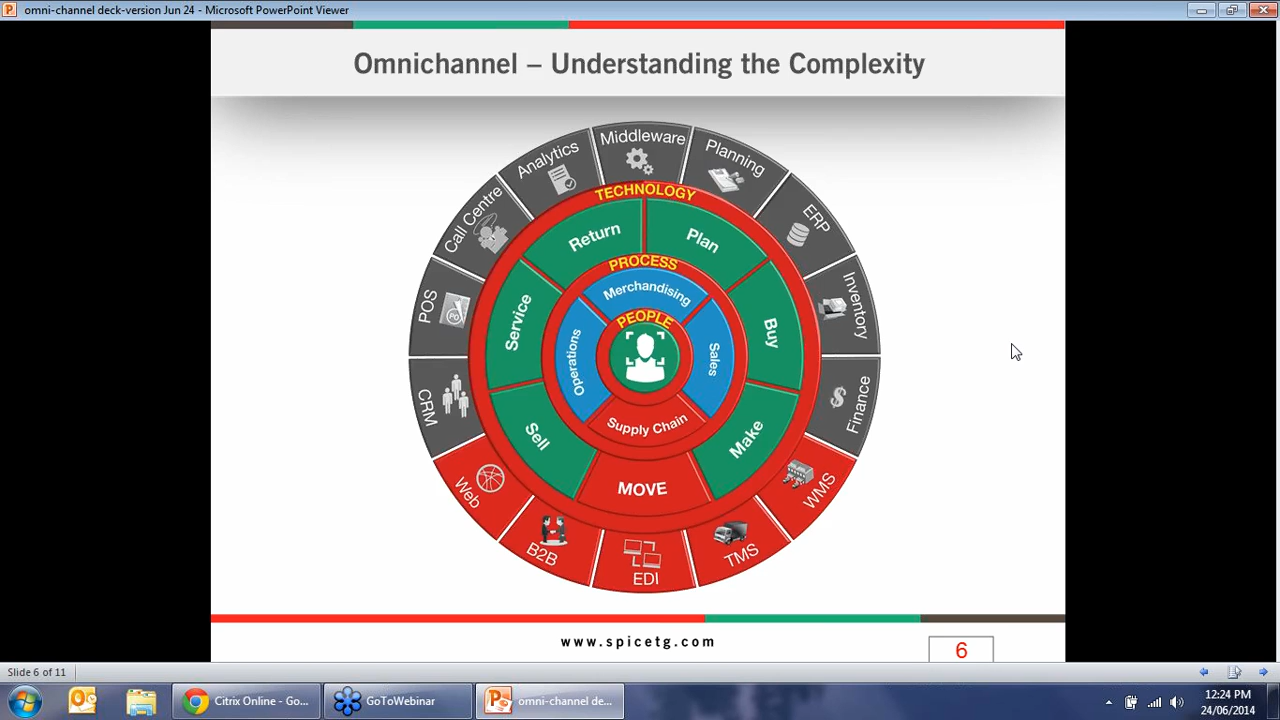 omni-channel deck-version Jun 24 - Microsoft PowerPoint Viewer
Omnichannel – Understanding the Complexity
Middleware
Planning
ERP
Inventory
Finance
WMS
TMS
EDI
B2B
Web
CRM
POS
Call Centre
Analytics
TECHNOLOGY
Return
Plan
Buy
Make
MOVE
Sell
Service
PROCESS
Merchandising
Sales
Supply Chain
Operations
PEOPLE
www.spicetg.com
6
Slide 6 of 11
Citrix Online - Go...
GoToWebinar
omni-channel de...
12:24 PM
24/06/2014